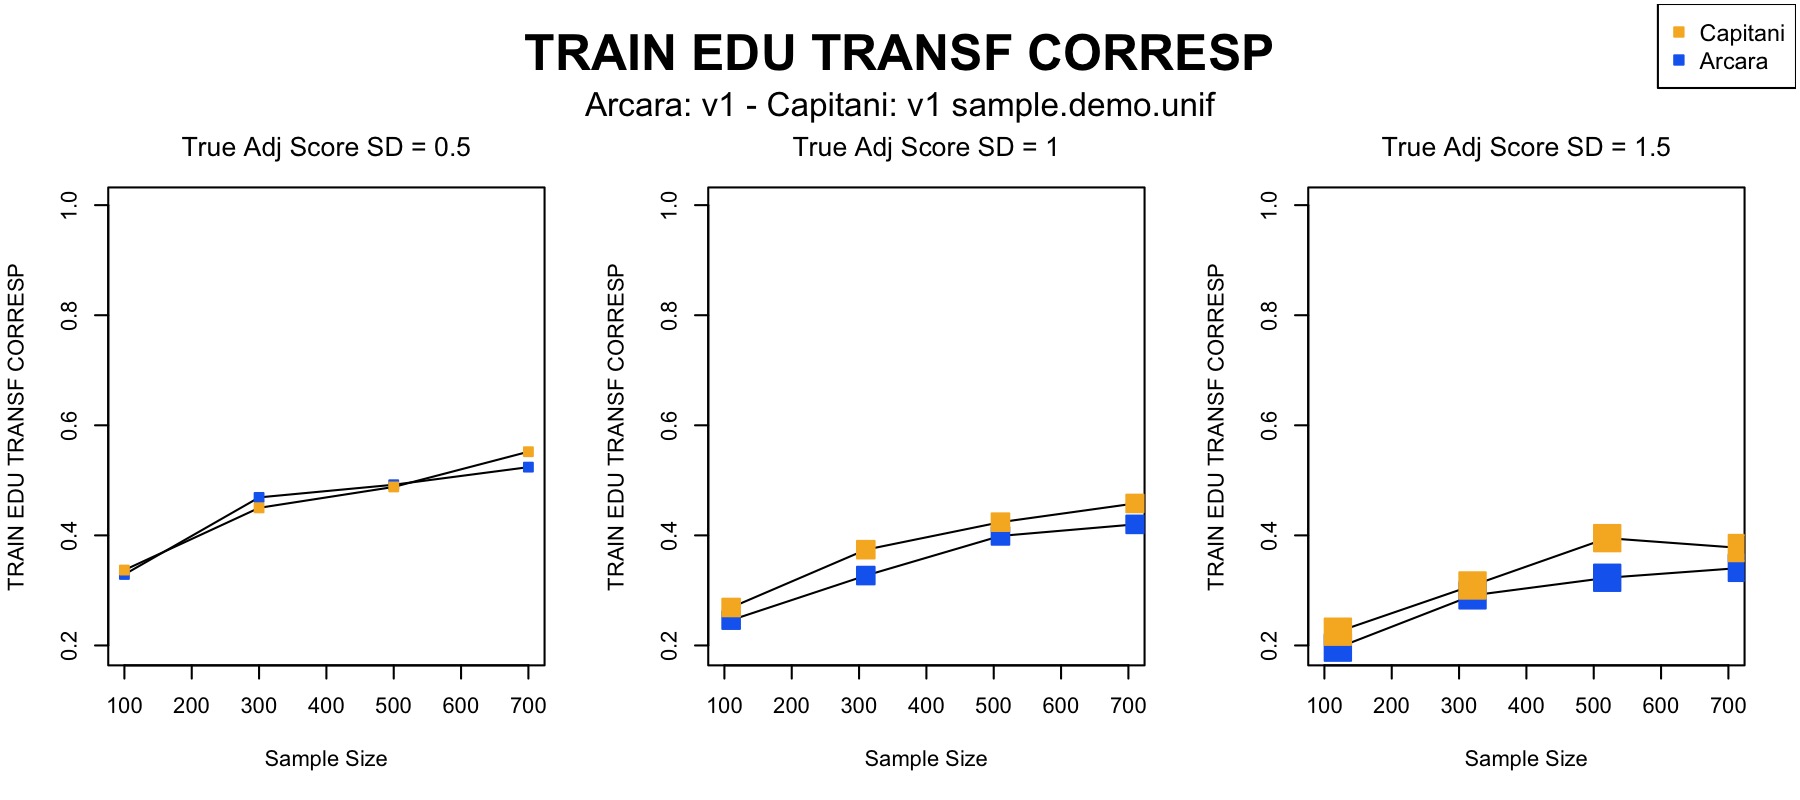 TRAIN EDU TRANSF CORRESP
Arcara: v1 - Capitani: v1 sample.demo.unif
Capitani
Arcara
True Adj Score SD = 0.5
TRAIN EDU TRANSF CORRESP
1.0
0.8
0.6
0.4
0.2
100 200 300 400 500 600 700
Sample Size
True Adj Score SD = 1
TRAIN EDU TRANSF CORRESP
1.0
0.8
0.6
0.4
0.2
100 200 300 400 500 600 700
Sample Size
True Adj Score SD = 1.5
TRAIN EDU TRANSF CORRESP
1.0
0.8
0.6
0.4
0.2
100 200 300 400 500 600 700
Sample Size